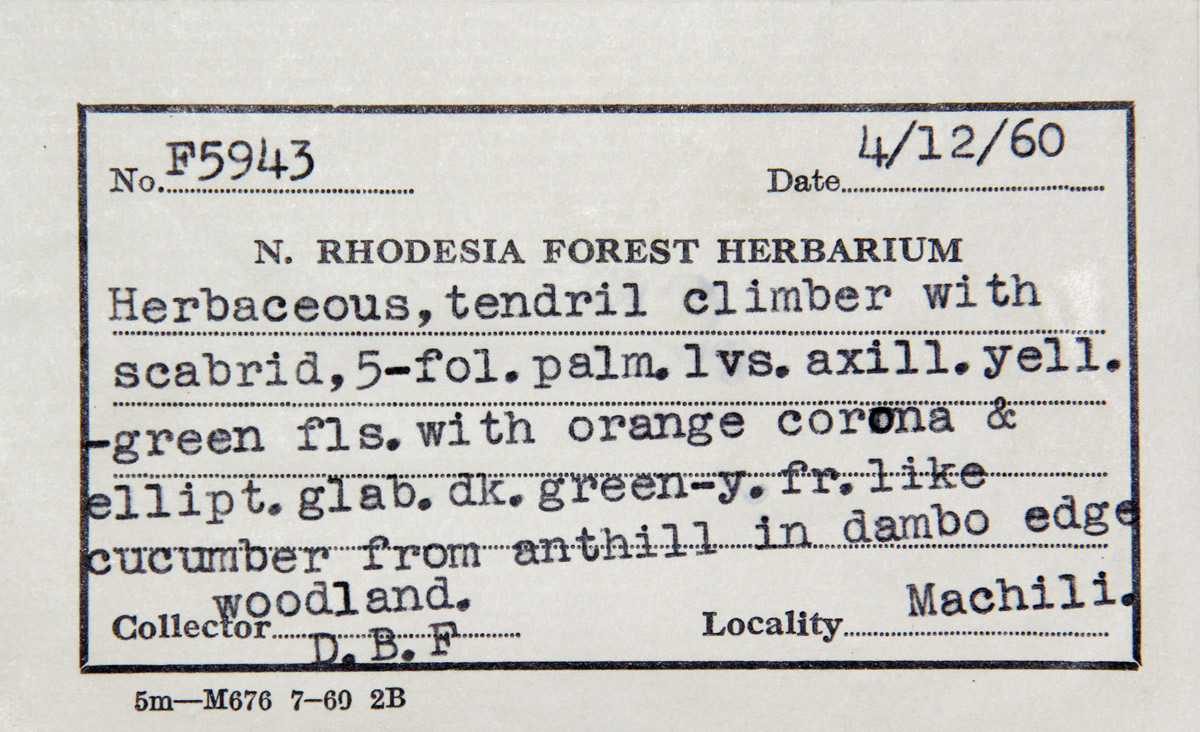 No. F5943 Date 4/12/60
N. RHODESIA FOREST HERBARIUM
Herbaceous, tendril climber with
scabrid, 5-fol. palm. lvs. axill. yell.
-green fls. with orange corona &
ellipt. glab. dk. green-y. fr. like
cucumber from anthill in dambo edge
woodland.
Collector D.B.F Locality Machili.
5m—M676 7-60 2B